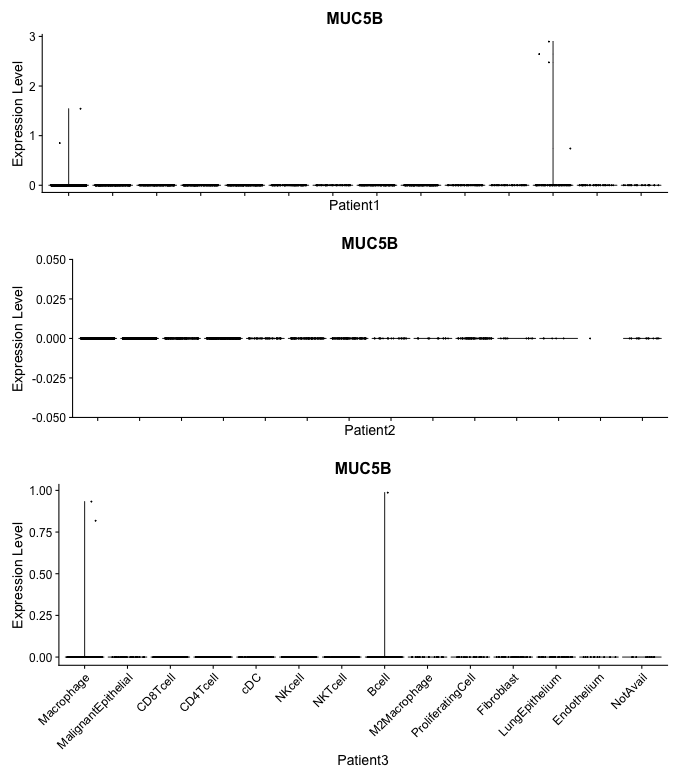 MUC5B
Expression Level
3
2
1
0
Patient1
MUC5B
Expression Level
0.050
0.025
0.000
-0.025
-0.050
Patient2
MUC5B
Expression Level
1.00
0.75
0.50
0.25
0.00
Macrophage
MalignantEpithelial
CD8Tcell
CD4Tcell
cDC
NKcell
NKTcell
Bcell
M2Macrophage
ProliferatingCell
Fibroblast
LungEpithelium
Endothelium
NotAvail
Patient3